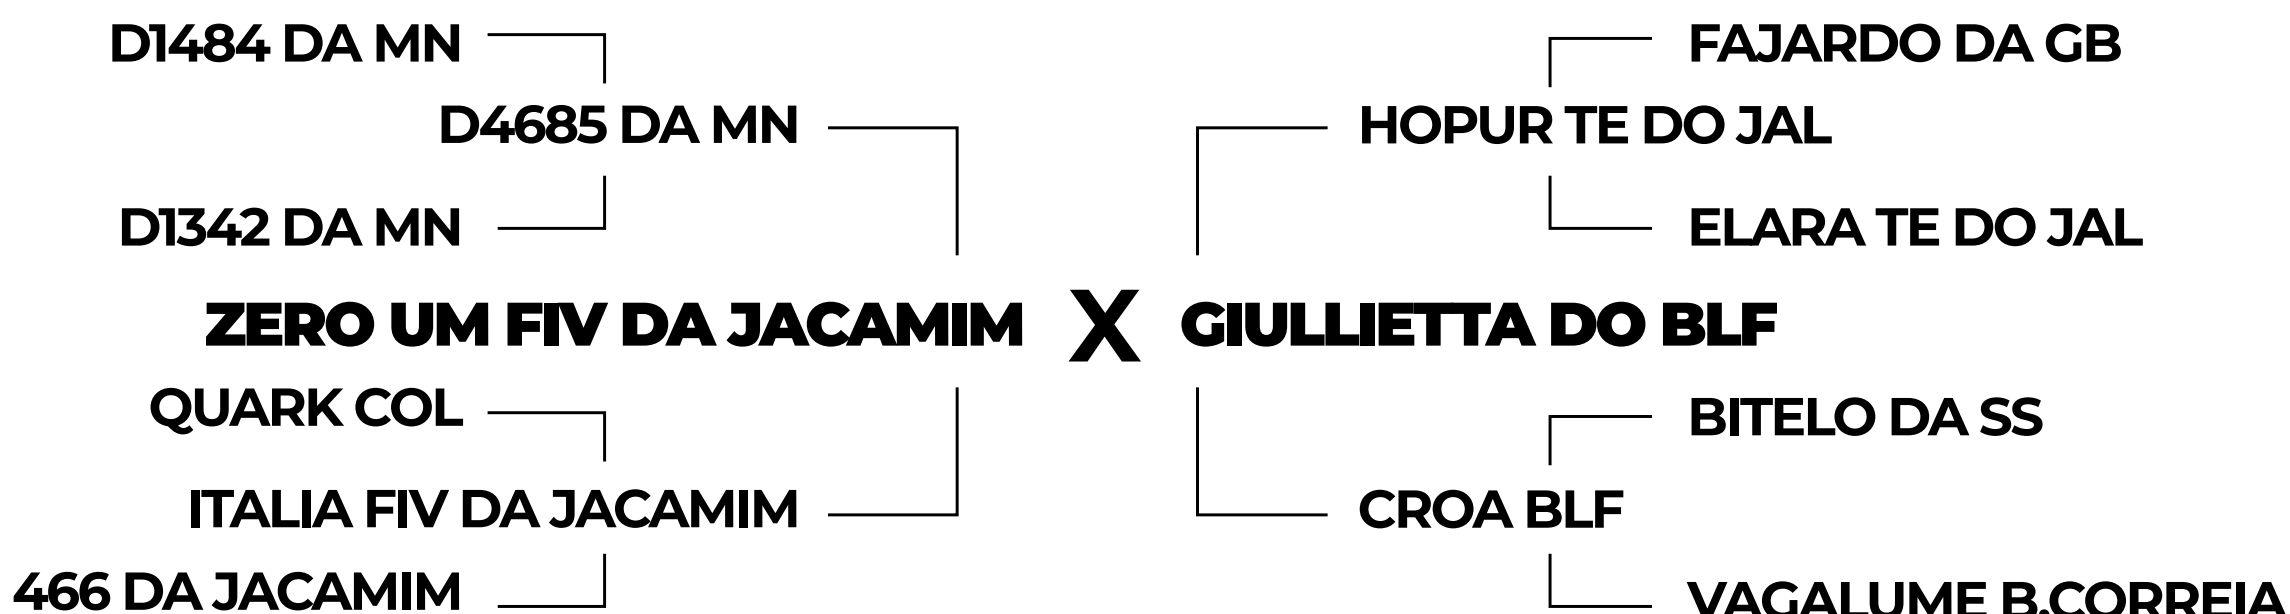 D1484 DA MN
FAJARDO DA GB
D4685 DA MN
HOPUR TE DO JAL
D1342 DA MN
ELARA TE DO JAL
ZERO UM FIV DA JACAMIM X GIULLIETTA DO BLF
QUARK COL
BITELO DA SS
ITALIA FIV DA JACAMIM
CROA BLF
466 DA JACAMIM
VAGALUME B.CORREIA